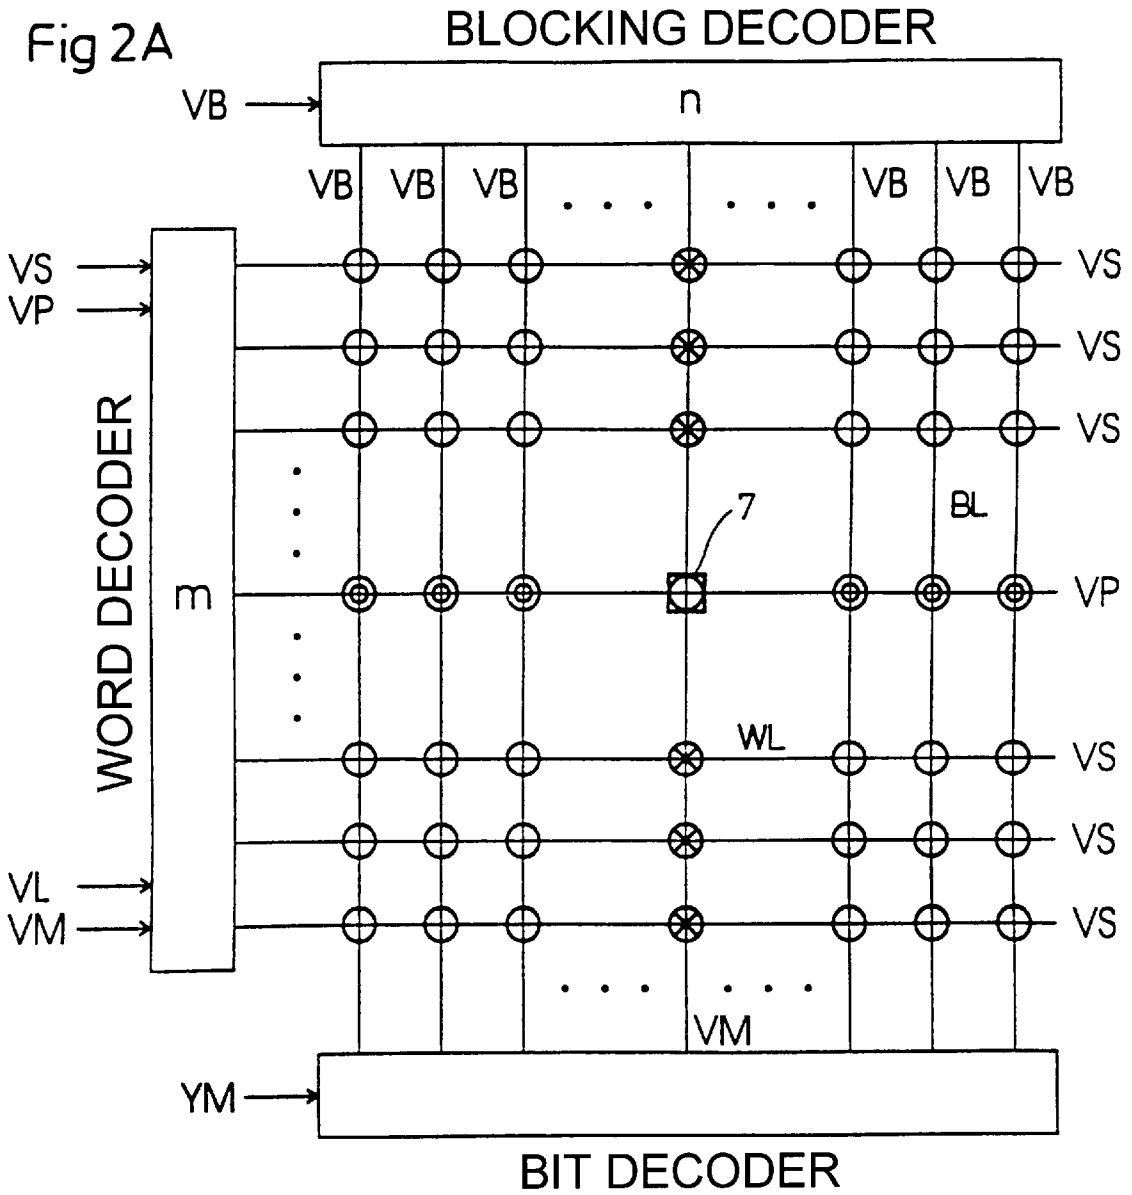 Fig 2A
BLOCKING DECODER
VB
n
VB VB VB VB VB VB
. . . . . .
VS
VS
VP
VS
VS
WORD DECODER
m
BL
7
VP
WL
VS
VS
VL
VM
VS
. . . . . .
VM
YM
BIT DECODER